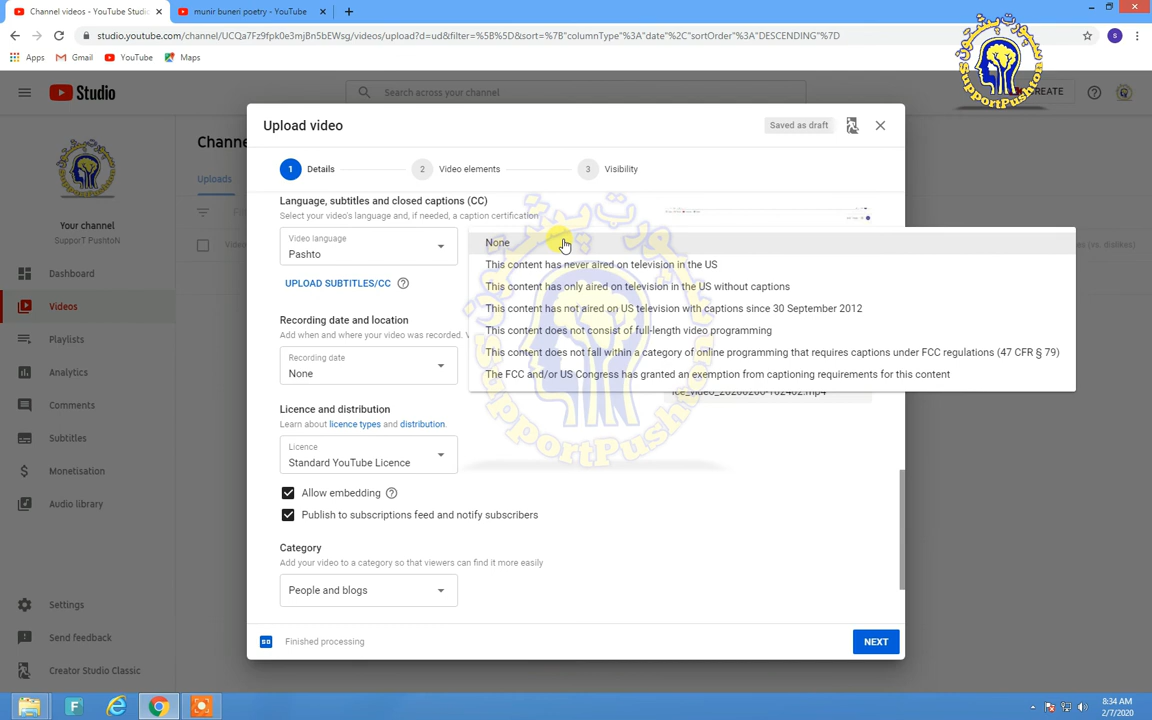 Channel videos - YouTube Studi
munir buneri poetry - YouTube
studio.youtube.com/channel/UCQa7Fz9fpk0e3mjBn5bEWsg/videos/upload?d=ud&filter=%5B%5D&sort=%7B"columnType"%3A"date"%2C"sortOrder"%3A"DESCENDING"%7D
S
Apps
Gmail
YouTube
Maps
Studio
Search across your channel
CREATE
SupportPushton
Upload video
Saved as draft
Channel
1 Details
2 Video elements
3 Visibility
Uploads
Your channel
SupporT PushtoN
Dashboard
Videos
Playlists
Analytics
Comments
Subtitles
Monetisation
Audio library
Settings
Send feedback
Creator Studio Classic
Language, subtitles and closed captions (CC)
Select your video's language and, if needed, a caption certification
Video language
Pashto
UPLOAD SUBTITLES/CC
None
This content has never aired on television in the US
This content has only aired on television in the US without captions
This content has not aired on US television with captions since 30 September 2012
This content does not consist of full-length video programming
This content does not fall within a category of online programming that requires captions under FCC regulations (47 CFR § 79)
The FCC and/or US Congress has granted an exemption from captioning requirements for this content
Recording date and location
Add when and where your video was recorded.
Recording date
None
SupportPushton
Licence and distribution
Learn about licence types and distribution.
Licence
Standard YouTube Licence
Allow embedding
Publish to subscriptions feed and notify subscribers
Category
Add your video to a category so that viewers can find it more easily
People and blogs
Finished processing
NEXT
8:34 AM
2/7/2020